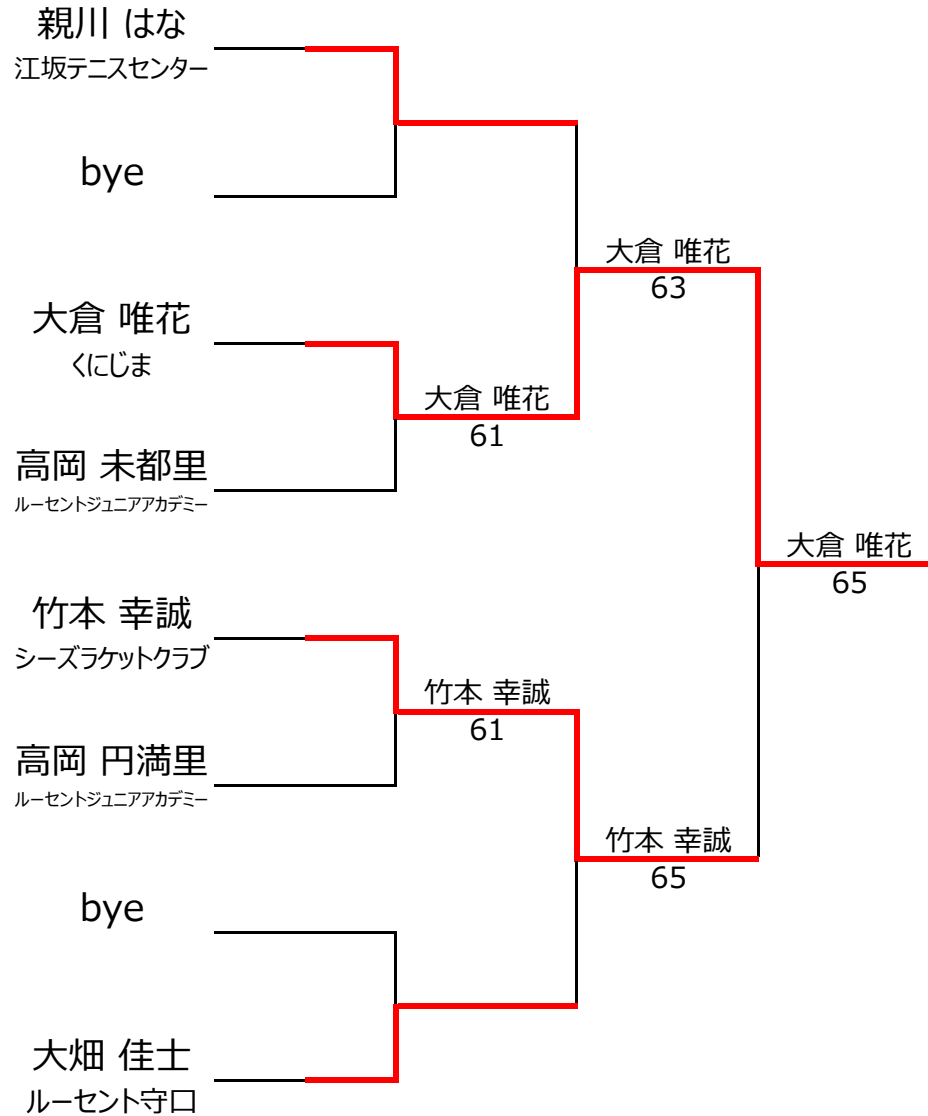 親川 はな
江坂テニスセンター
bye
大倉 唯花
くにじま
高岡 未都里
ルーセントジュニアアカデミー
竹本 幸誠
シーズラケットクラブ
高岡 円満里
ルーセントジュニアアカデミー
bye
大畑 佳士
ルーセント守口
大倉 唯花
61
竹本 幸誠
61
大倉 唯花
63
竹本 幸誠
65
大倉 唯花
65